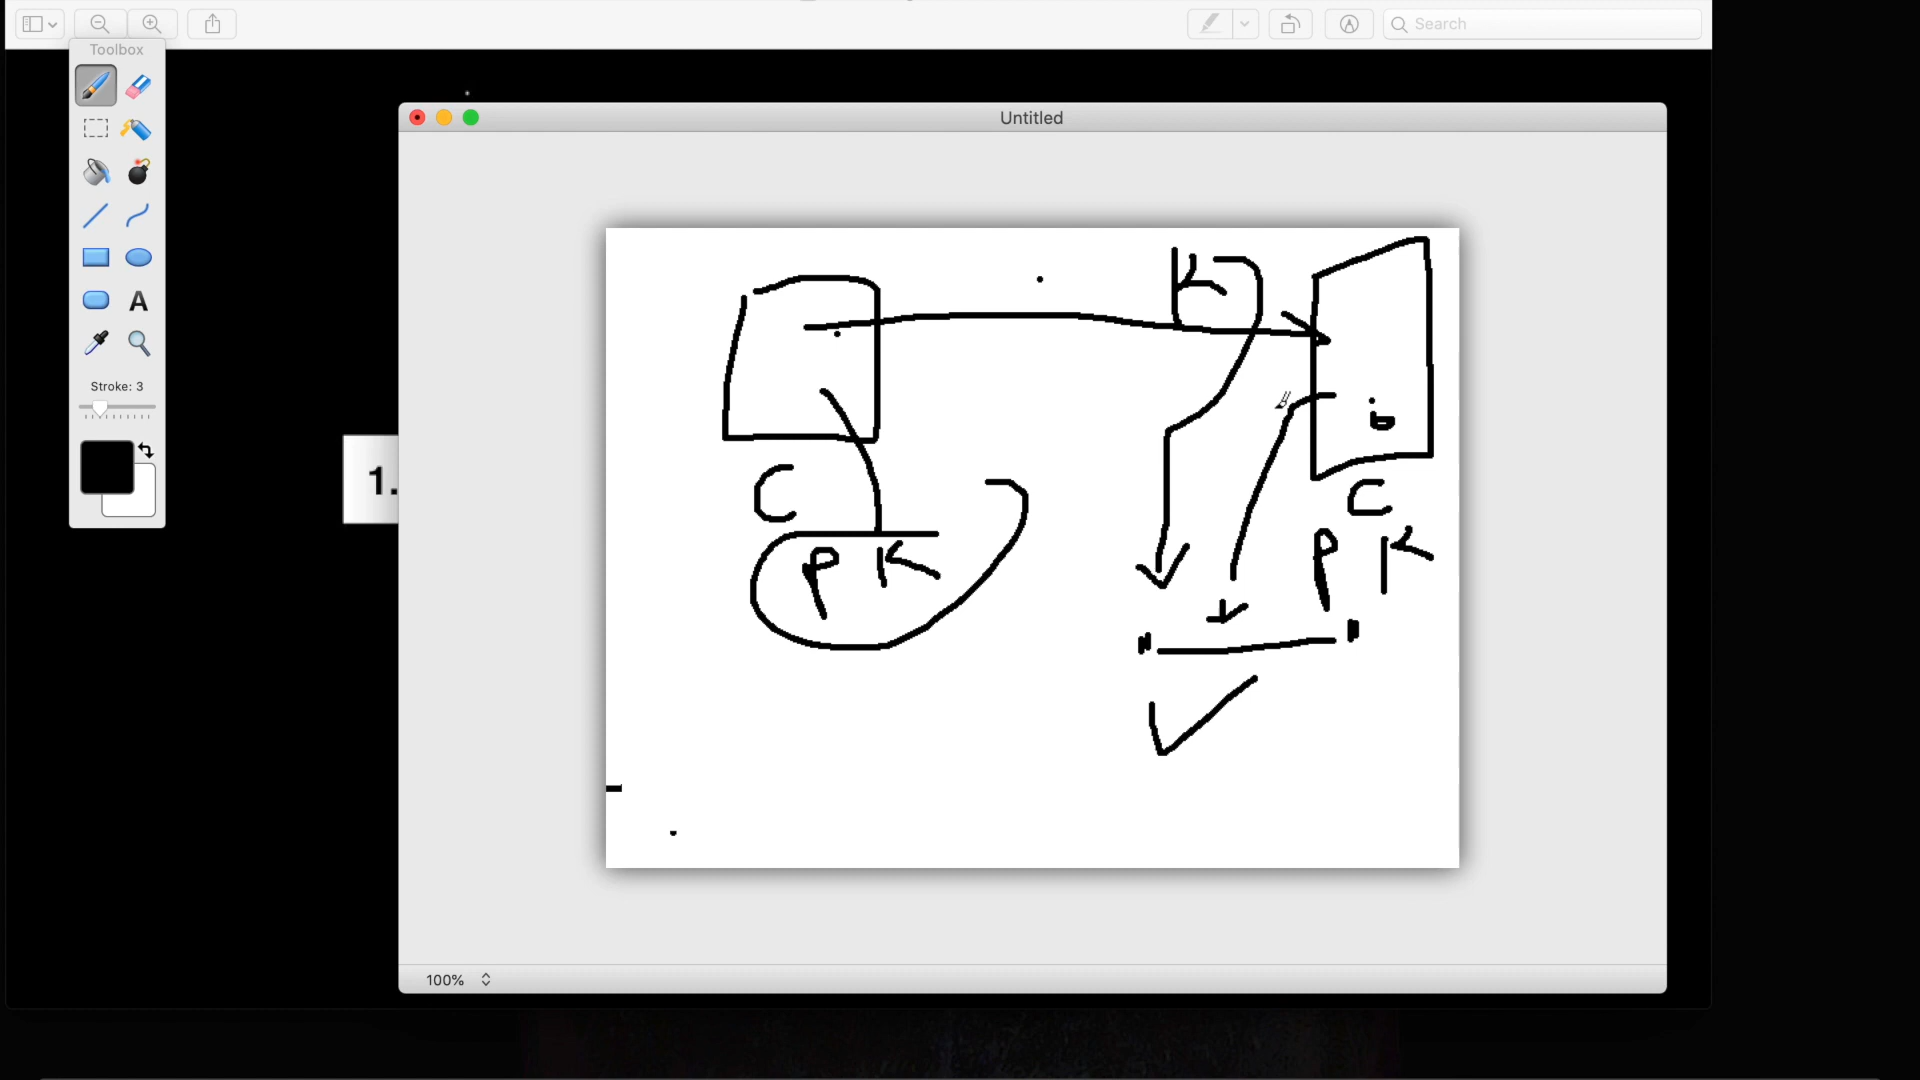 Search
Toolbox
Untitled
K
A
Stroke: 3
b
1.
C
C
P K
P K
100%